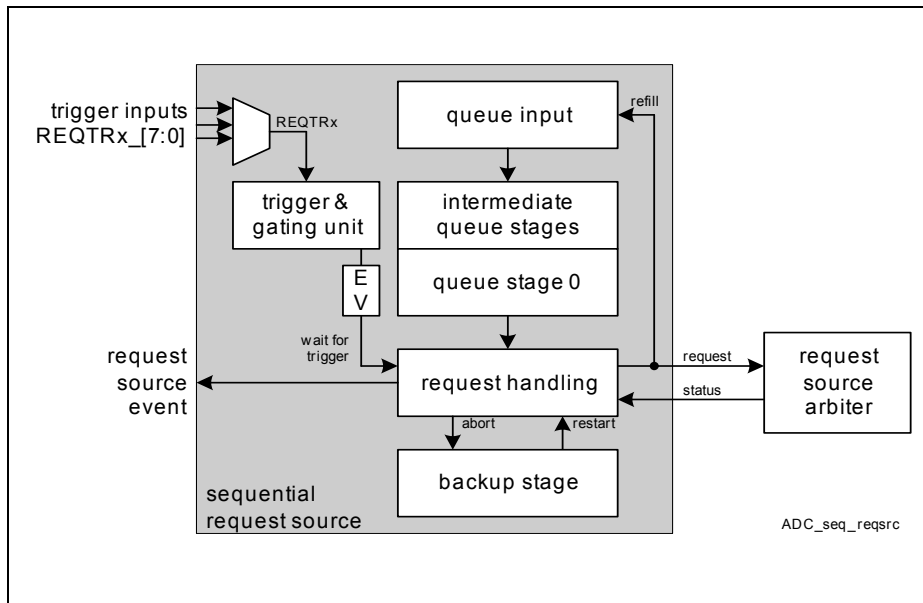 trigger inputs
REQTRx_[7:0]
REQTRx
queue input
refill
trigger &
gating unit
intermediate
queue stages
E
V
queue stage 0
wait for
trigger
request
source
event
request handling
request
status
request
source
arbiter
abort
restart
backup stage
sequential
request source
ADC_seq_reqsrc